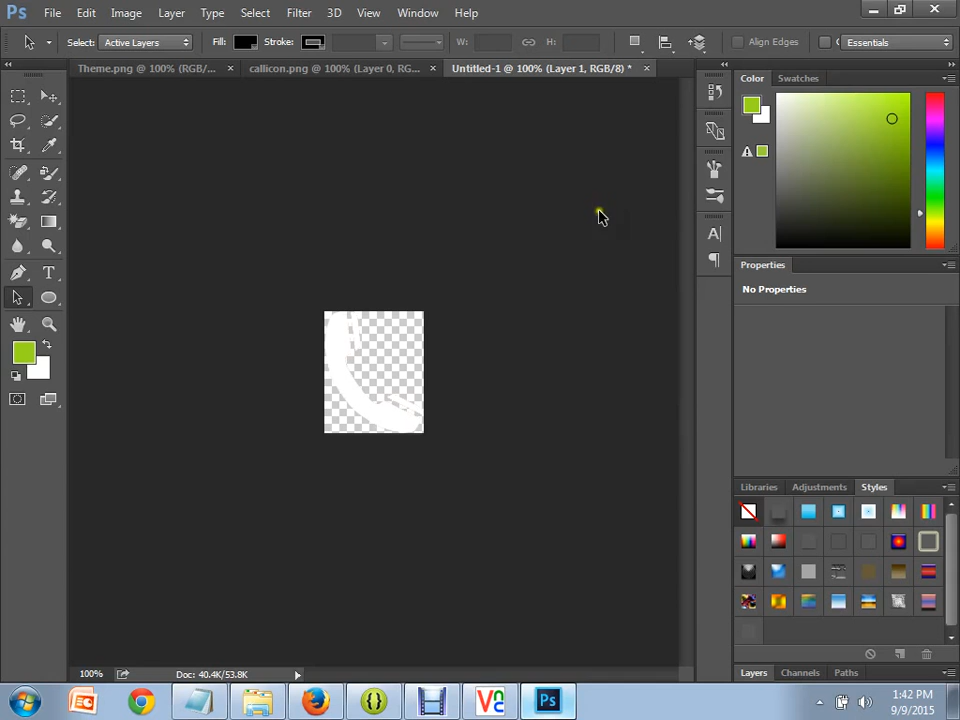 Ps File Edit Image Layer Type Select Filter 3D View Window Help
Select: Active Layers Fill: Stroke: W: H: Align Edges Essentials
Theme.png @ 100% (RGB/... × callicon.png @ 100% (Layer 0, RG... × Untitled-1 @ 100% (Layer 1, RGB/8) * ×
Color Swatches
Properties
No Properties
Libraries Adjustments Styles
100% Doc: 40.4K/53.8K
Layers Channels Paths
1:42 PM
9/9/2015